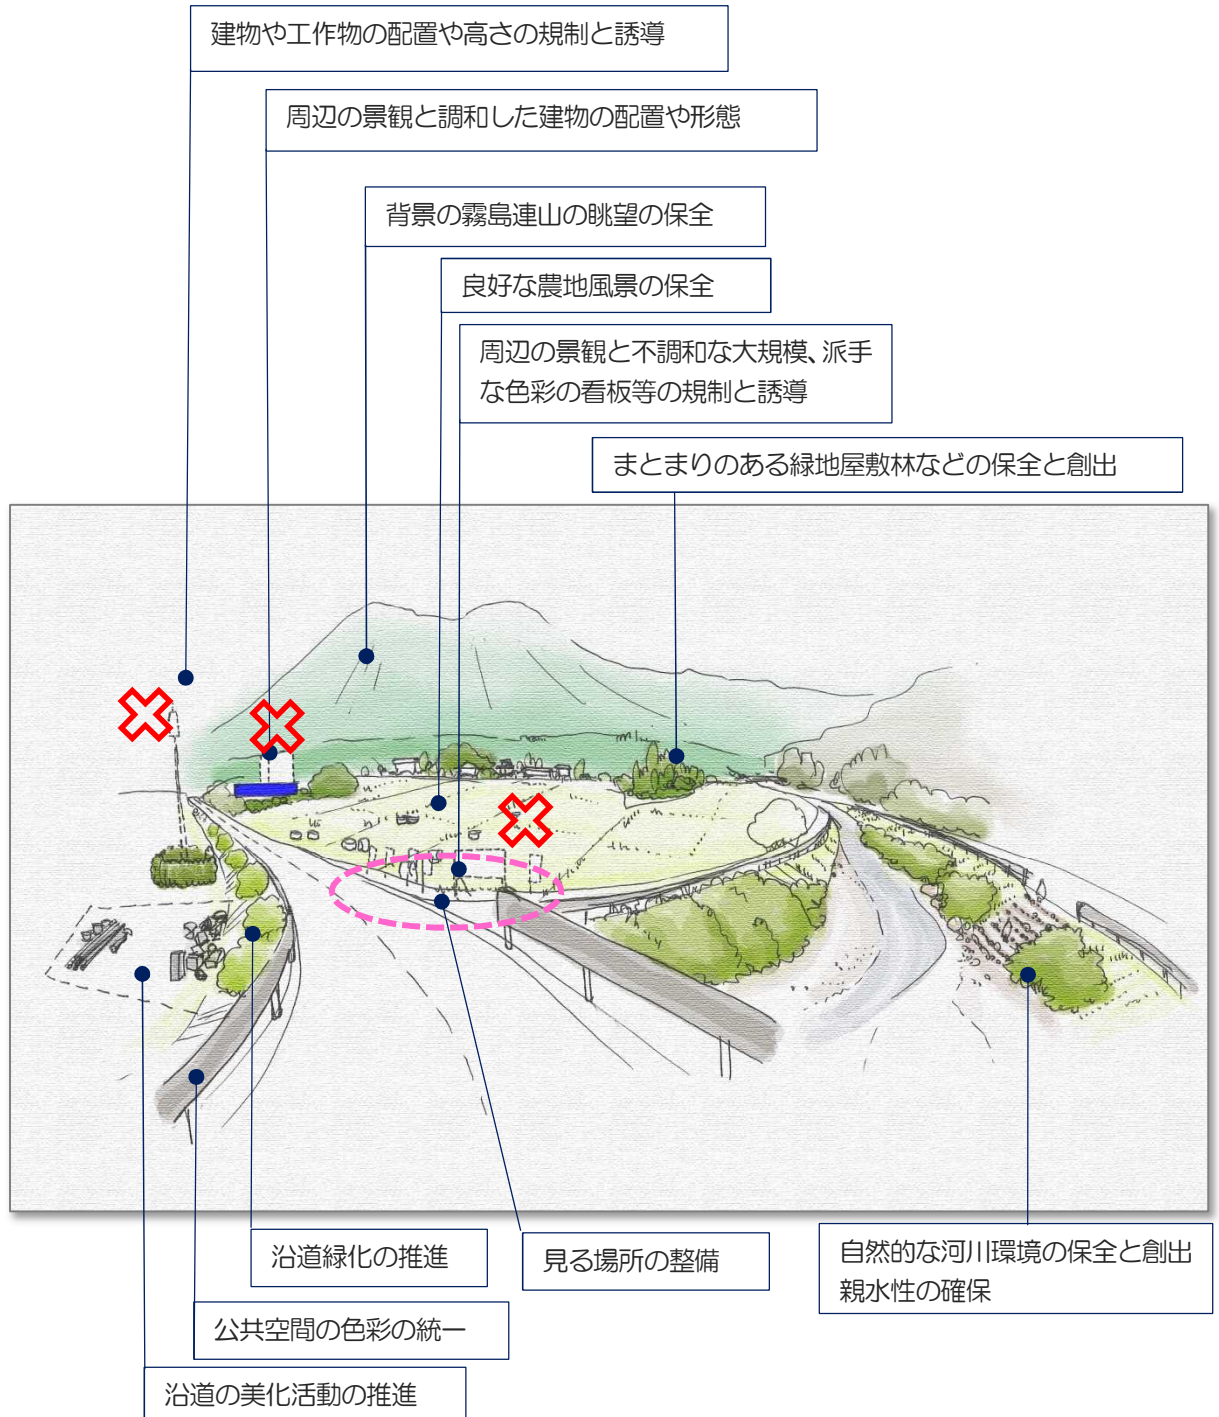 建物や工作物の配置や高さの規制と誘導
周辺の景観と調和した建物の配置や形態
背景の霧島連山の眺望の保全
良好な農地風景の保全
周辺の景観と不調和な大規模、派手
な色彩の看板等の規制と誘導
まとまりのある緑地屋敷林などの保全と創出
沿道緑化の推進
見る場所の整備
自然的な河川環境の保全と創出
親水性の確保
公共空間の色彩の統一
沿道の美化活動の推進